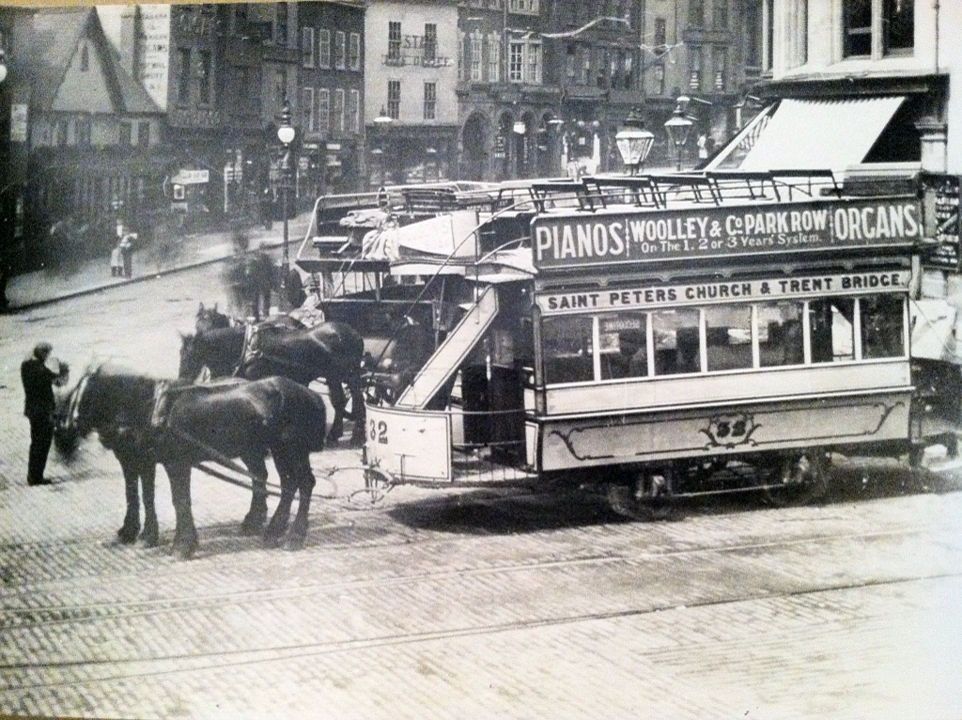 STAR
PIANOS WOOLLEY & Co PARK ROW ORGANS
On The 1. 2 or 3 Years' System.
SAINT PETERS CHURCH & TRENT BRIDGE.
32
32